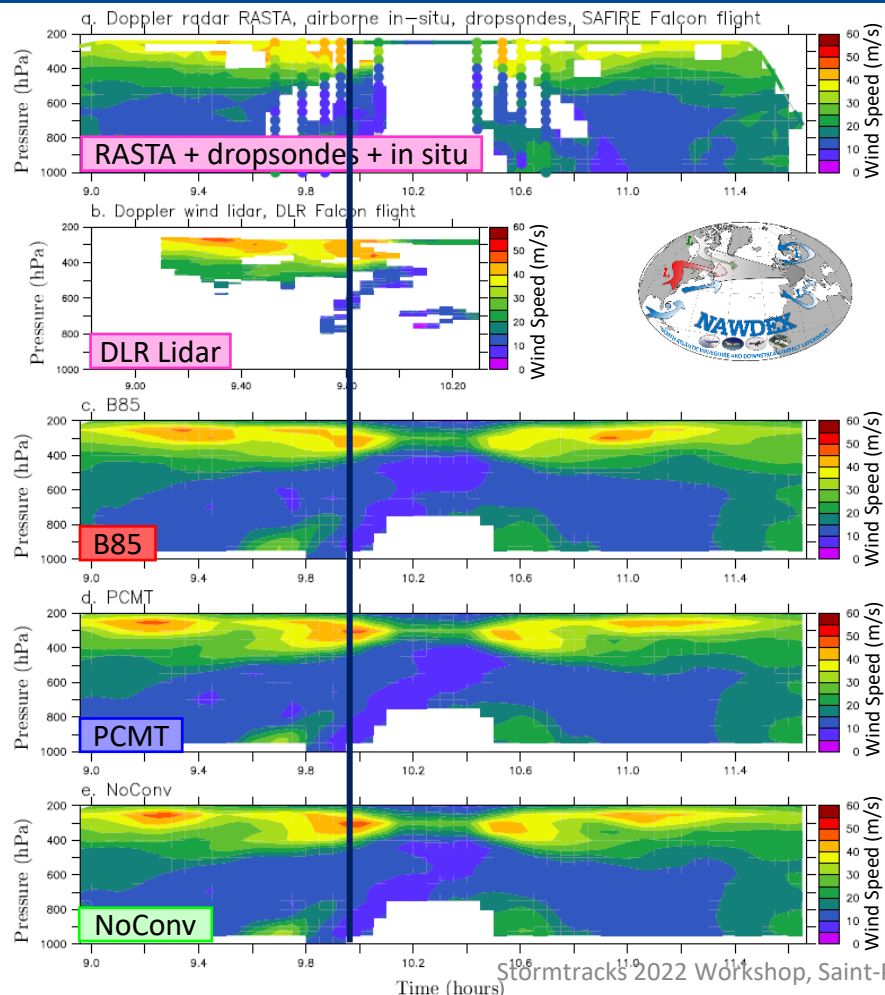 a. Doppler radar RASTA, airborne in-situ, dropsondes, SAFIRE Falcon flight
Pressure (hPa)
200
400
600
800
1000
RASTA + dropsondes + in situ
60
50
40
30
20
10
0
Wind Speed (m/s)
9.0 9.4 9.8 10.2 10.6 11.0 11.4
b. Doppler wind lidar, DLR Falcon flight
Pressure (hPa)
200
400
600
800
1000
DLR Lidar
60
50
40
30
20
10
0
Wind Speed (m/s)
9.00 9.40 10.20
L
L
NAWDEX
c. B85
Pressure (hPa)
200
400
600
800
1000
B85
60
50
40
30
20
10
0
Wind Speed (m/s)
9.0 9.4 9.8 10.2 10.6 11.0 11.4
d. PCMT
Pressure (hPa)
200
400
600
800
1000
PCMT
60
50
40
30
20
10
0
Wind Speed (m/s)
9.0 9.4 9.8 10.2 10.6 11.0 11.4
e. NoConv
Pressure (hPa)
200
400
600
800
1000
NoConv
60
50
40
30
20
10
0
Wind Speed (m/s)
9.0 9.4 9.8 10.2 10.6 11.0 11.4
Time (hours)
Stormtracks 2022 Workshop, Saint-